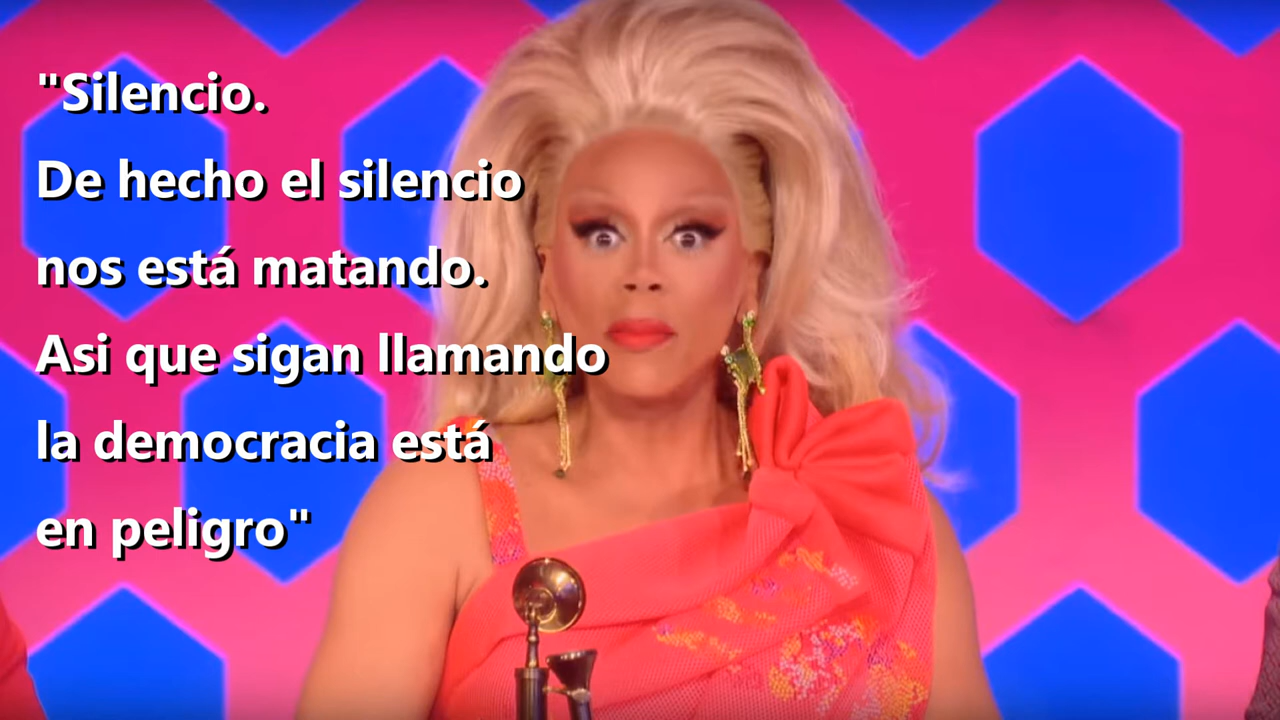 "Silencio.
De hecho el silencio
nos está matando.
Asi que sigan llamando
la democracia está
en peligro"